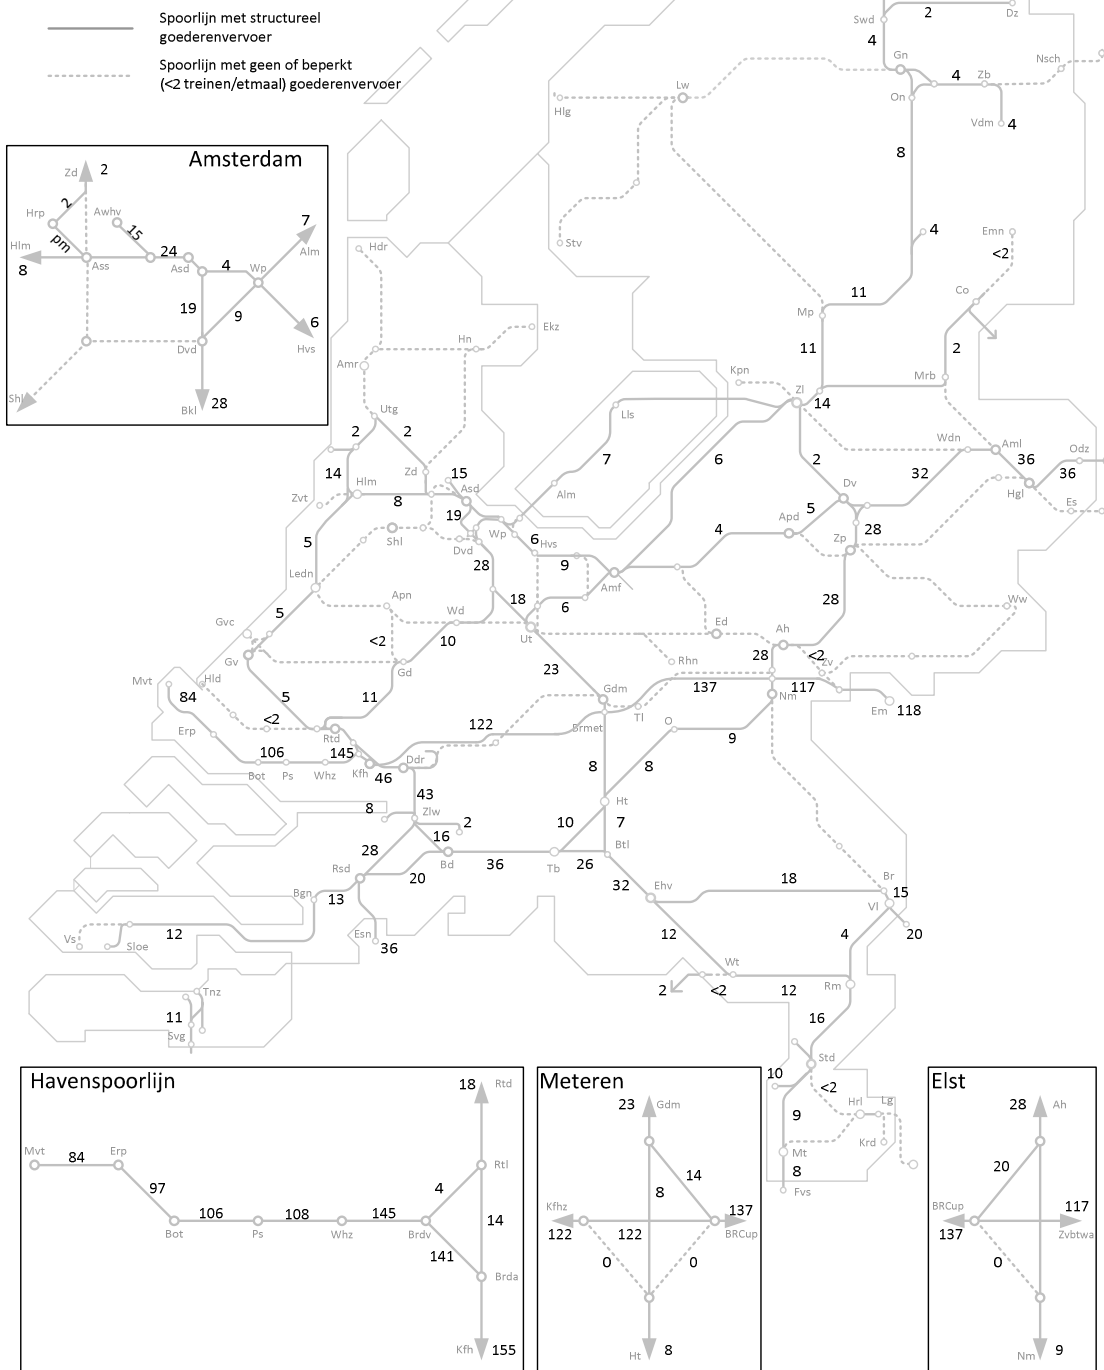 Spoorlijn met structureel
goederenvervoer
Spoorlijn met geen of beperkt
(<2 treinen/etmaal) goederenvervoer
Swd
2
Dz
4
Gn
4
Zb
Nsch
On
Vdm
4
Lw
Hlg
8
Stv
4
Emn
<2
Co
11
Mp
11
2
Mrb
Amsterdam
Zd
2
Hrp
2
Awhv
15
pm
Hlm
8
Ass
24
Asd
4
Wp
7
Alm
19
9
6
Hvs
Dvd
Shl
Bkl
28
Hdr
Ekz
Hn
Amr
Kpn
Zl
14
Utg
2
2
Lls
Zd
14
Hlm
8
15
Asd
7
Alm
6
2
Wdn
Aml
36
Odz
36
Hgl
Es
32
Zvt
19
Dv
5
Apd
28
Zp
5
Shl
Dvd
Wp
6
Hvs
9
Amf
4
28
Ledn
28
18
6
Ww
Apn
5
Gvc
Wd
10
<2
Ut
Ed
Ah
28
<2
Zv
Gv
Gd
23
Rhn
Mvt
84
Hld
5
11
Gdm
137
117
Nm
Em
118
Erp
<2
Rtd
122
Brmet
Tl
O
9
106
145
Bot
Ps
Whz
Kfh
46
Ddr
8
8
43
8
Zlw
2
Ht
16
10
7
28
Btl
Rsd
20
Bd
36
Tb
26
Bgn
13
32
Ehv
18
Br
15
Vl
20
12
Vs
Sloe
Esn
36
12
4
Wt
2
<2
12
Rm
16
Tnz
11
Svg
Std
10
<2
9
Hrl
Lg
Krd
Mt
8
Fvs
Havenspoorlijn
18
Rtd
Mvt
84
Erp
97
Bot
106
Ps
108
Whz
145
Brdv
4
Rtl
14
141
Brda
Kfh
155
Meteren
23
Gdm
14
8
Kfhz
122
122
137
BRCup
0
0
Ht
8
Elst
28
Ah
20
BRCup
137
117
Zvbtwa
0
Nm
9